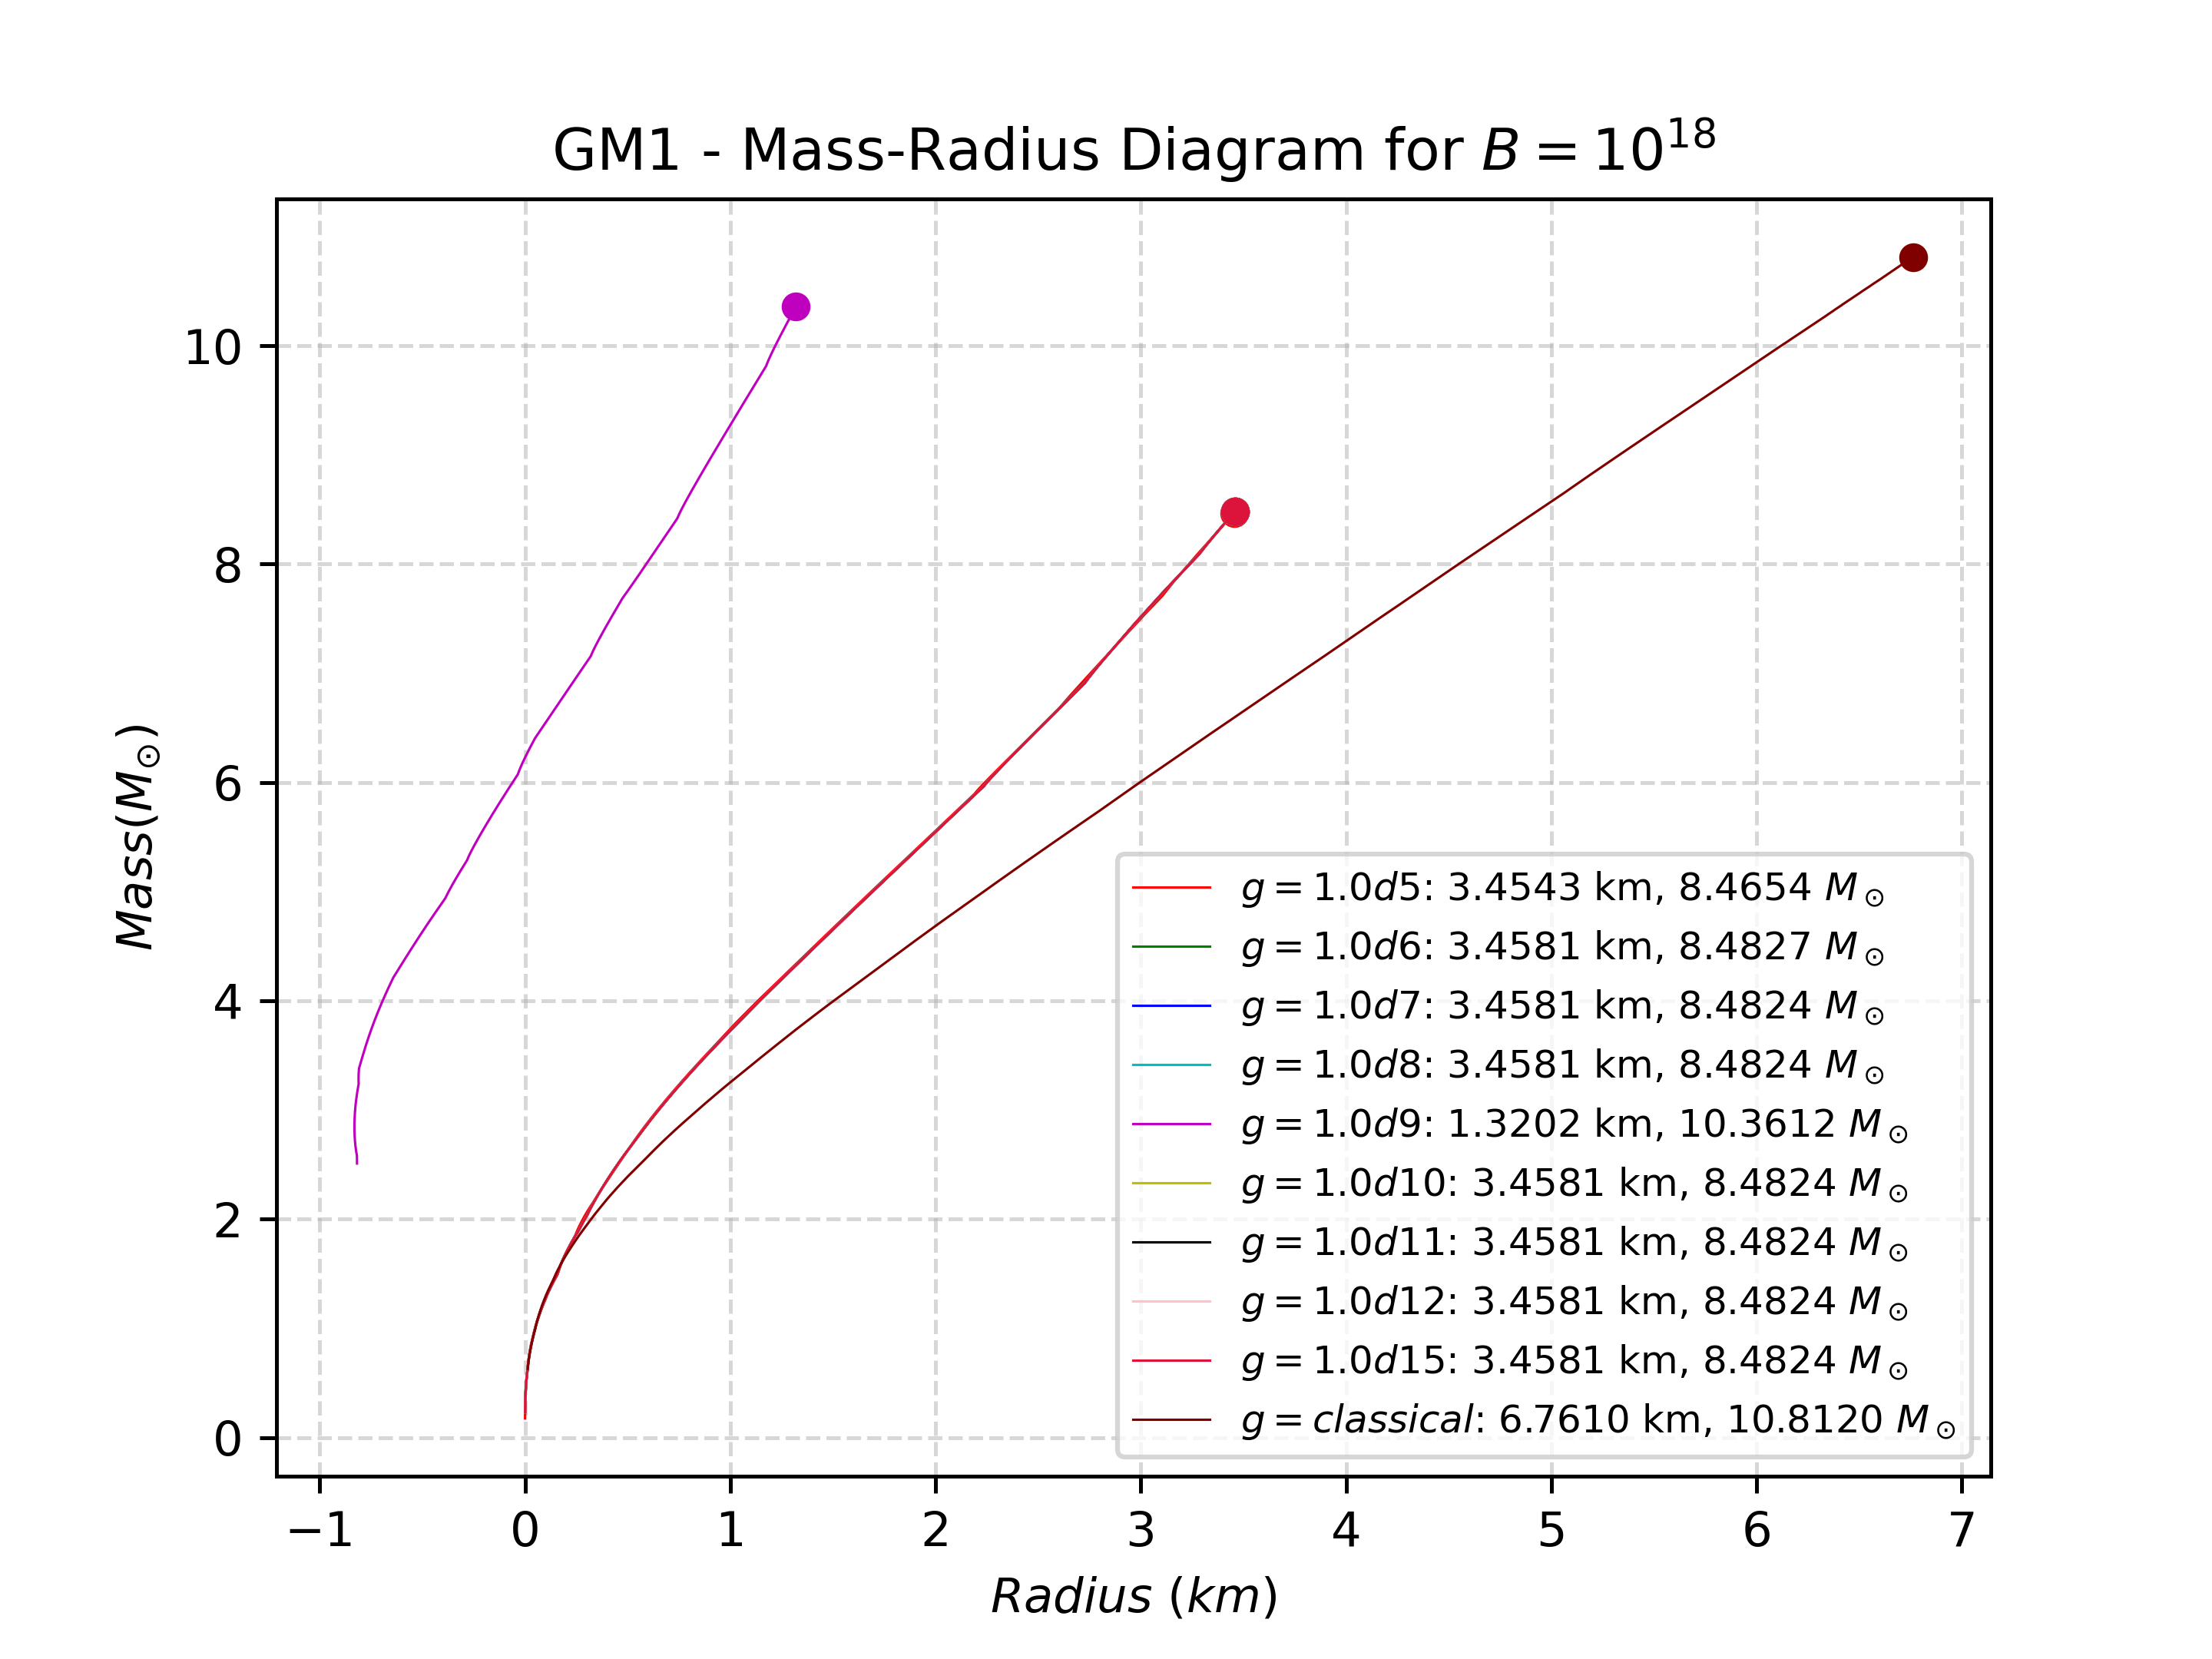 GM1 - Mass-Radius Diagram for B = 10^18
Mass(M⊙)
10
8
6
4
2
0
g = 1.0d5: 3.4543 km, 8.4654 M⊙
g = 1.0d6: 3.4581 km, 8.4827 M⊙
g = 1.0d7: 3.4581 km, 8.4824 M⊙
g = 1.0d8: 3.4581 km, 8.4824 M⊙
g = 1.0d9: 1.3202 km, 10.3612 M⊙
g = 1.0d10: 3.4581 km, 8.4824 M⊙
g = 1.0d11: 3.4581 km, 8.4824 M⊙
g = 1.0d12: 3.4581 km, 8.4824 M⊙
g = 1.0d15: 3.4581 km, 8.4824 M⊙
g = classical: 6.7610 km, 10.8120 M⊙
−1 0 1 2 3 4 5 6 7
Radius (km)